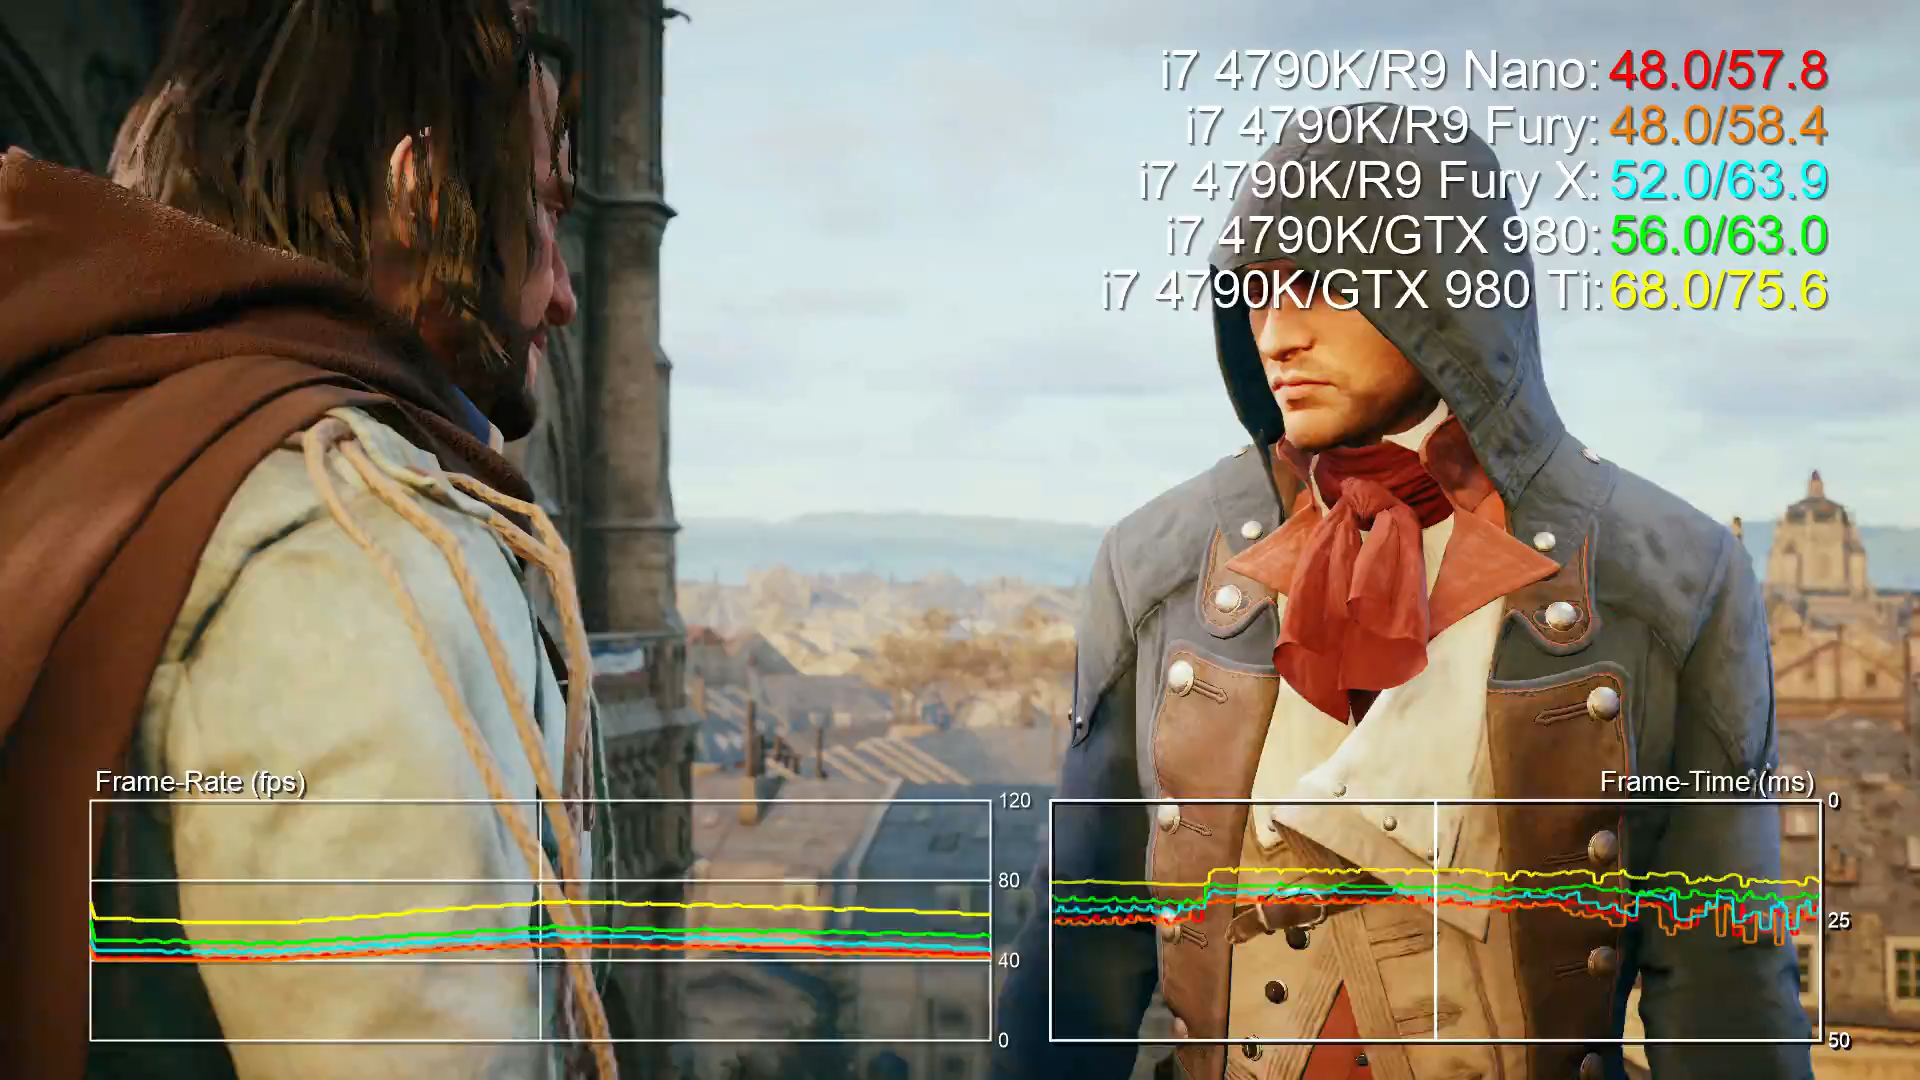 i7 4790K/R9 Nano: 48.0/57.8
i7 4790K/R9 Fury: 48.0/58.4
i7 4790K/R9 Fury X: 52.0/63.9
i7 4790K/GTX 980: 56.0/63.0
i7 4790K/GTX 980 Ti: 68.0/75.6
Frame-Rate (fps)
120
80
40
0
Frame-Time (ms)
0
25
50